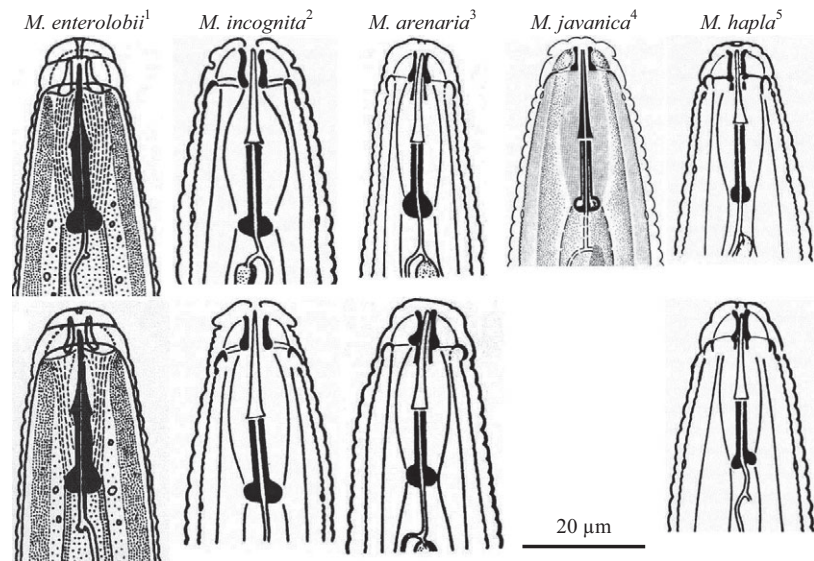 M. enterolobii¹ M. incognita² M. arenaria³ M. javanica⁴ M. hapla⁵
20 µm